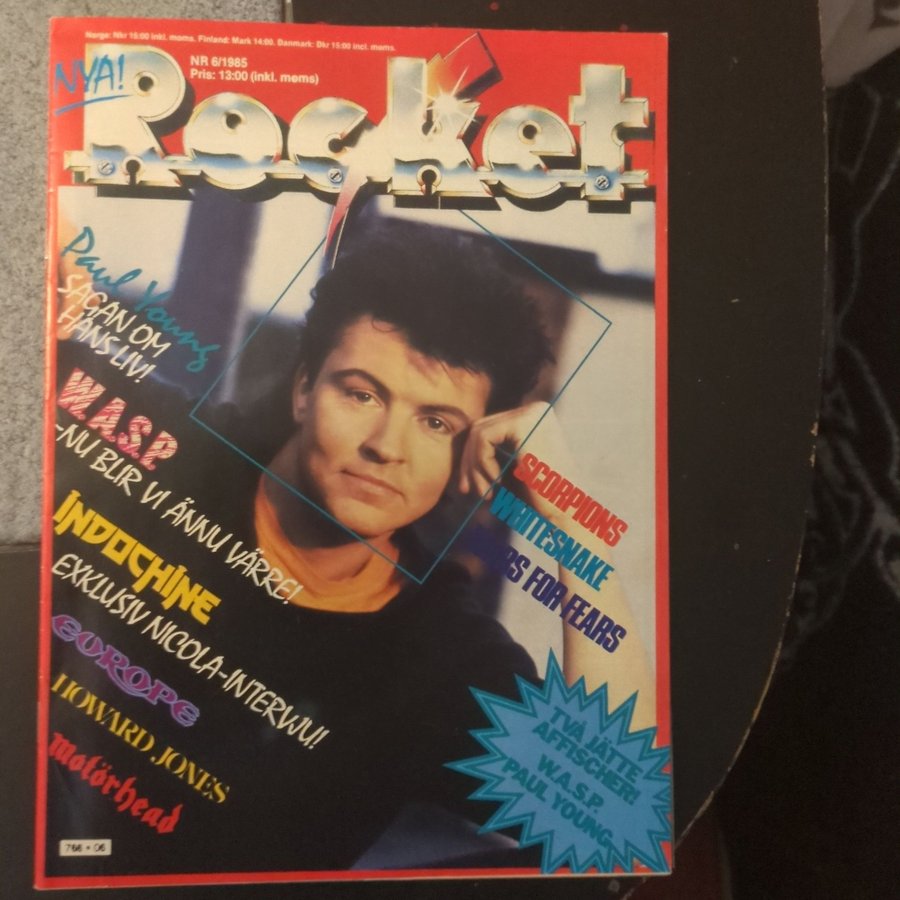 Norge: Nkr 15:00 inkl. moms. Finland: Mark 14:00. Danmark: Dkr 15:00 incl. moms.
NYA!
NR 6/1985
Pris: 13:00 (inkl. moms)
Rocket
Paul Young
SAGAN OM
HANS LIV!
W.A.S.P.
-NU BLIR VI ÄNNU VÄRRE!
INDOCHINE
EXKLUSIV NICOLA-INTERVJU!
EUROPE
HOWARD JONES
Motörhead
SCORPIONS
WHITESNAKE
TEARS FOR FEARS
TVÅ JÄTTE
AFFISCHER!
W.A.S.P.
PAUL YOUNG
766 • 06